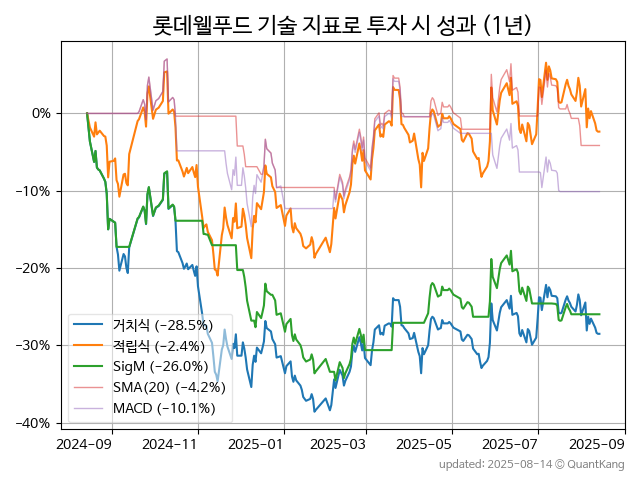 롯데웰푸드 기술 지표로 투자 시 성과 (1년)
0%
−10%
−20%
−30%
−40%
거치식 (−28.5%)
적립식 (−2.4%)
SigM (−26.0%)
SMA(20) (−4.2%)
MACD (−10.1%)
2024-09
2024-11
2025-01
2025-03
2025-05
2025-07
2025-09
updated: 2025-08-14 © QuantKang